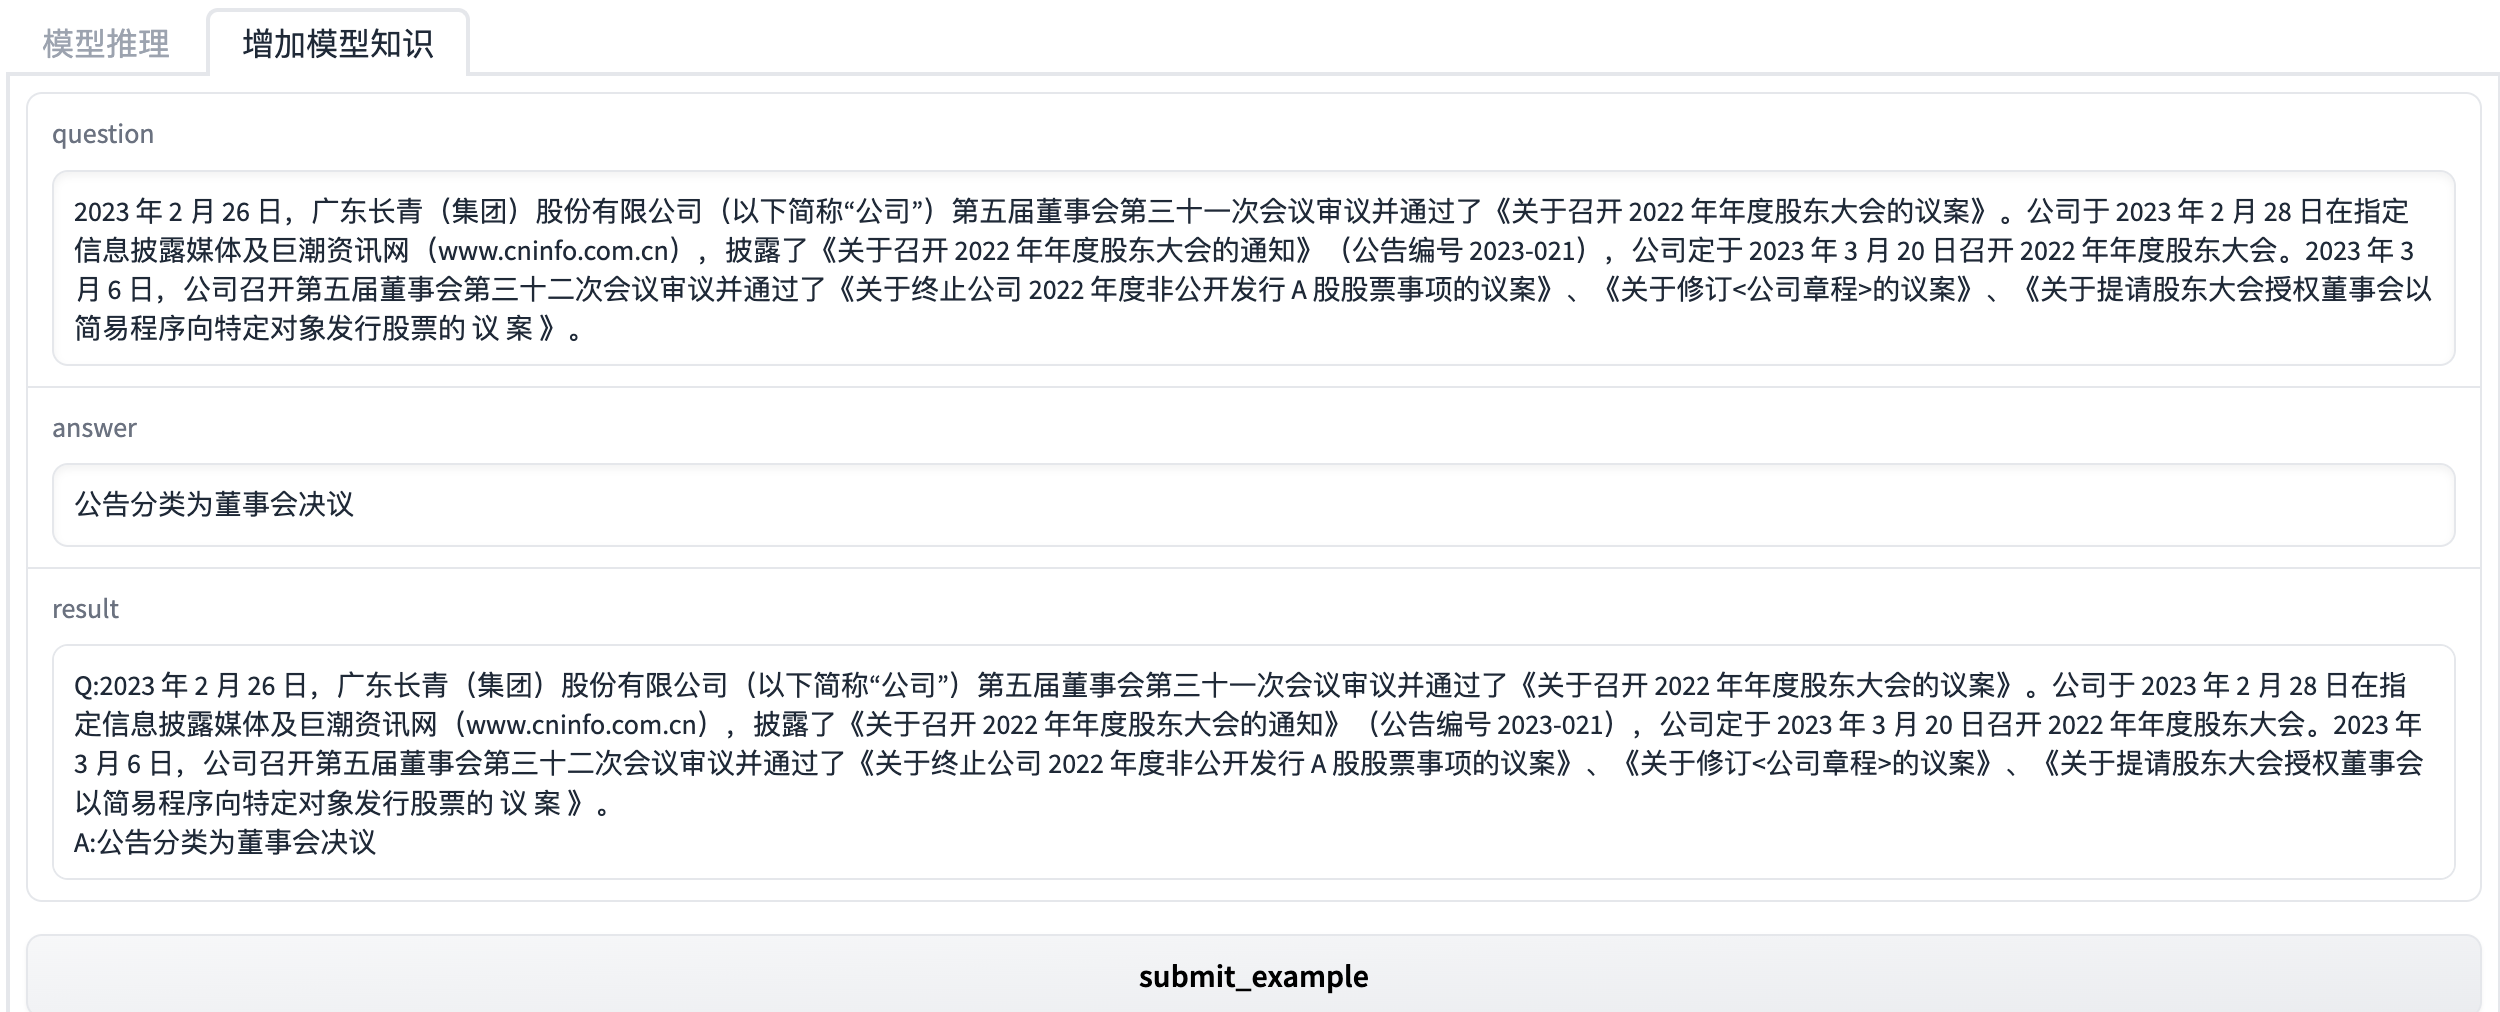 模型推理
增加模型知识
question
2023 年 2 月 26 日，广东长青（集团）股份有限公司（以下简称“公司”）第五届董事会第三十一次会议审议并通过了《关于召开 2022 年年度股东大会的议案》。公司于 2023 年 2 月 28 日在指定
信息披露媒体及巨潮资讯网（www.cninfo.com.cn），披露了《关于召开 2022 年年度股东大会的通知》（公告编号 2023-021），公司定于 2023 年 3 月 20 日召开 2022 年年度股东大会。2023 年 3
月 6 日，公司召开第五届董事会第三十二次会议审议并通过了《关于终止公司 2022 年度非公开发行 A 股股票事项的议案》、《关于修订<公司章程>的议案》、《关于提请股东大会授权董事会以
简易程序向特定对象发行股票的 议 案 》。
answer
公告分类为董事会决议
result
Q:2023 年 2 月 26 日，广东长青（集团）股份有限公司（以下简称“公司”）第五届董事会第三十一次会议审议并通过了《关于召开 2022 年年度股东大会的议案》。公司于 2023 年 2 月 28 日在指
定信息披露媒体及巨潮资讯网（www.cninfo.com.cn），披露了《关于召开 2022 年年度股东大会的通知》（公告编号 2023-021），公司定于 2023 年 3 月 20 日召开 2022 年年度股东大会。2023 年
3 月 6 日，公司召开第五届董事会第三十二次会议审议并通过了《关于终止公司 2022 年度非公开发行 A 股股票事项的议案》、《关于修订<公司章程>的议案》、《关于提请股东大会授权董事会
以简易程序向特定对象发行股票的 议 案 》。
A:公告分类为董事会决议
submit_example